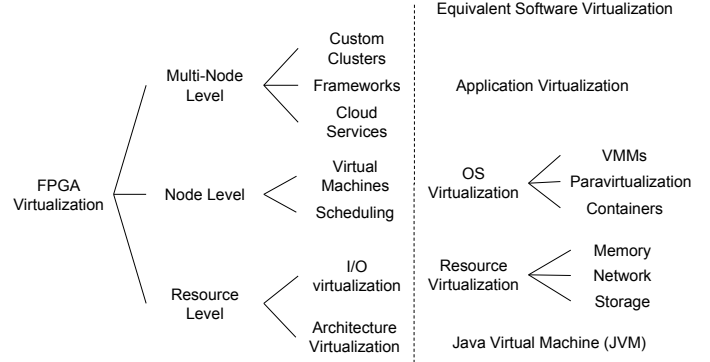 Equivalent Software Virtualization
FPGA
Virtualization
Multi-Node
Level
Custom
Clusters
Frameworks
Cloud
Services
Node Level
Virtual
Machines
Scheduling
Resource
Level
I/O
virtualization
Architecture
Virtualization
Application Virtualization
OS
Virtualization
VMMs
Paravirtualization
Containers
Resource
Virtualization
Memory
Network
Storage
Java Virtual Machine (JVM)